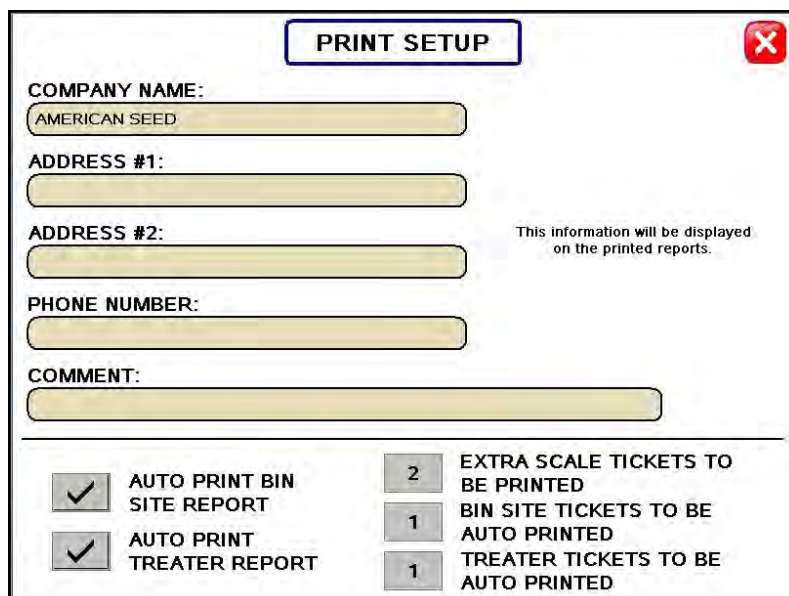 PRINT SETUP
COMPANY NAME:
AMERICAN SEED
ADDRESS #1:
ADDRESS #2:
This information will be displayed
on the printed reports.
PHONE NUMBER:
COMMENT:
AUTO PRINT BIN
SITE REPORT
AUTO PRINT
TREATER REPORT
2
EXTRA SCALE TICKETS TO
BE PRINTED
1
BIN SITE TICKETS TO BE
AUTO PRINTED
1
TREATER TICKETS TO BE
AUTO PRINTED